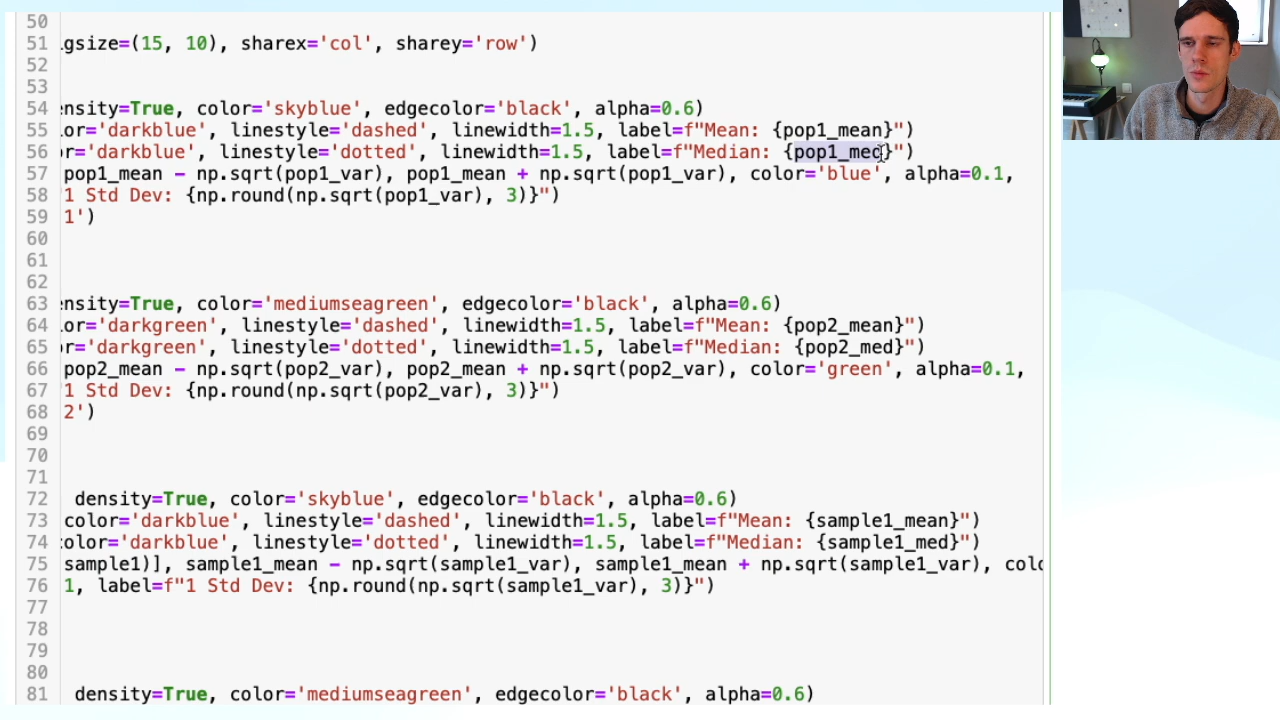 50
51 gsize=(15, 10), sharex='col', sharey='row')
52
53
54 ensity=True, color='skyblue', edgecolor='black', alpha=0.6)
55 or='darkblue', linestyle='dashed', linewidth=1.5, label=f"Mean: {pop1_mean}")
56 r='darkblue', linestyle='dotted', linewidth=1.5, label=f"Median: {pop1_med}")
57 pop1_mean - np.sqrt(pop1_var), pop1_mean + np.sqrt(pop1_var), color='blue', alpha=0.1,
58 1 Std Dev: {np.round(np.sqrt(pop1_var), 3)}")
59 1')
60
61
62
63 ensity=True, color='mediumseagreen', edgecolor='black', alpha=0.6)
64 or='darkgreen', linestyle='dashed', linewidth=1.5, label=f"Mean: {pop2_mean}")
65 r='darkgreen', linestyle='dotted', linewidth=1.5, label=f"Median: {pop2_med}")
66 pop2_mean - np.sqrt(pop2_var), pop2_mean + np.sqrt(pop2_var), color='green', alpha=0.1,
67 1 Std Dev: {np.round(np.sqrt(pop2_var), 3)}")
68 2')
69
70
71
72 density=True, color='skyblue', edgecolor='black', alpha=0.6)
73 color='darkblue', linestyle='dashed', linewidth=1.5, label=f"Mean: {sample1_mean}")
74 color='darkblue', linestyle='dotted', linewidth=1.5, label=f"Median: {sample1_med}")
75 sample1)], sample1_mean - np.sqrt(sample1_var), sample1_mean + np.sqrt(sample1_var), colo
76 1, label=f"1 Std Dev: {np.round(np.sqrt(sample1_var), 3)}")
77
78
79
80
81 density=True, color='mediumseagreen', edgecolor='black', alpha=0.6)